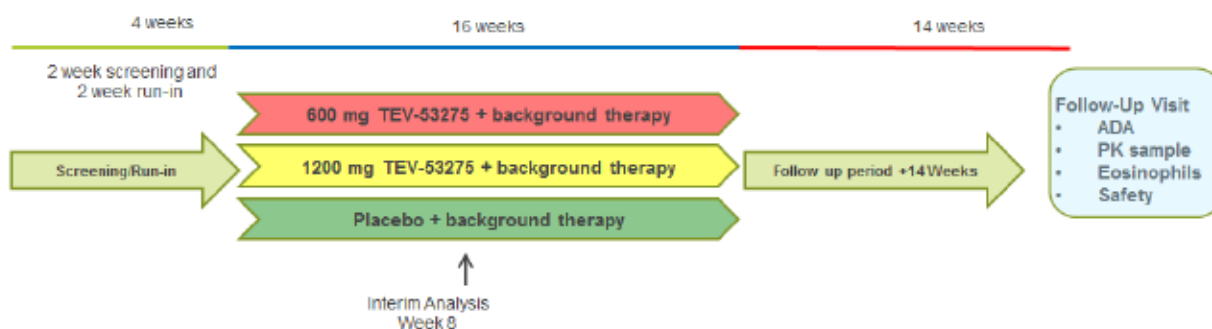 4 weeks
16 weeks
14 weeks
2 week screening and
2 week run-in
600 mg TEV-53275 + background therapy
Screening/Run-in
1200 mg TEV-53275 + background therapy
Placebo + background therapy
Follow up period +14 Weeks
Follow-Up Visit
• ADA
• PK sample
• Eosinophils
• Safety
Interim Analysis
Week 8